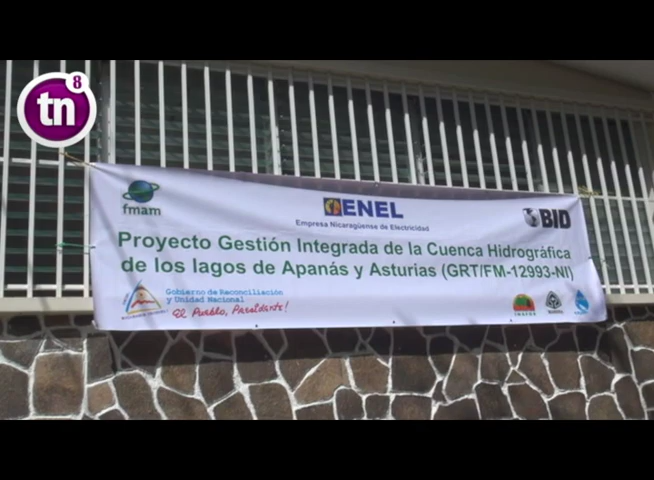 tn8
fmam
ENEL
Empresa Nicaragüense de Electricidad
BID
Proyecto Gestión Integrada de la Cuenca Hidrográfica
de los lagos de Apanás y Asturias (GRT/FM-12993-NI)
Gobierno de Reconciliación
y Unidad Nacional
El Pueblo, Presidente!